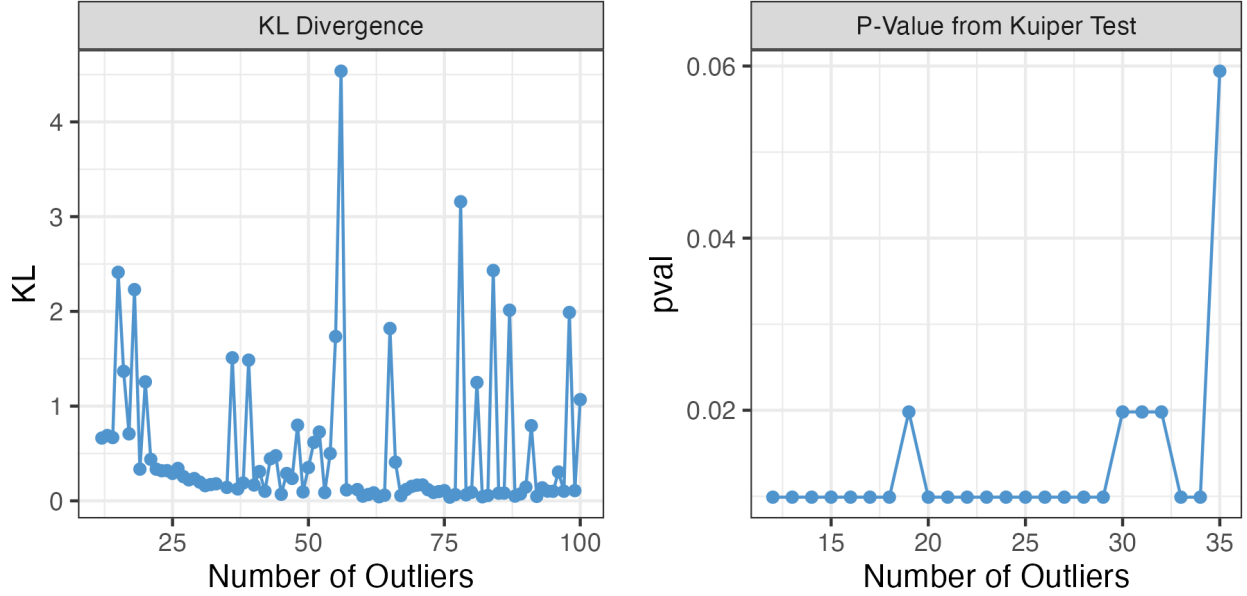 KL Divergence
KL
4
3
2
1
0
25 50 75 100
Number of Outliers
P-Value from Kuiper Test
pval
0.06
0.04
0.02
15 20 25 30 35
Number of Outliers